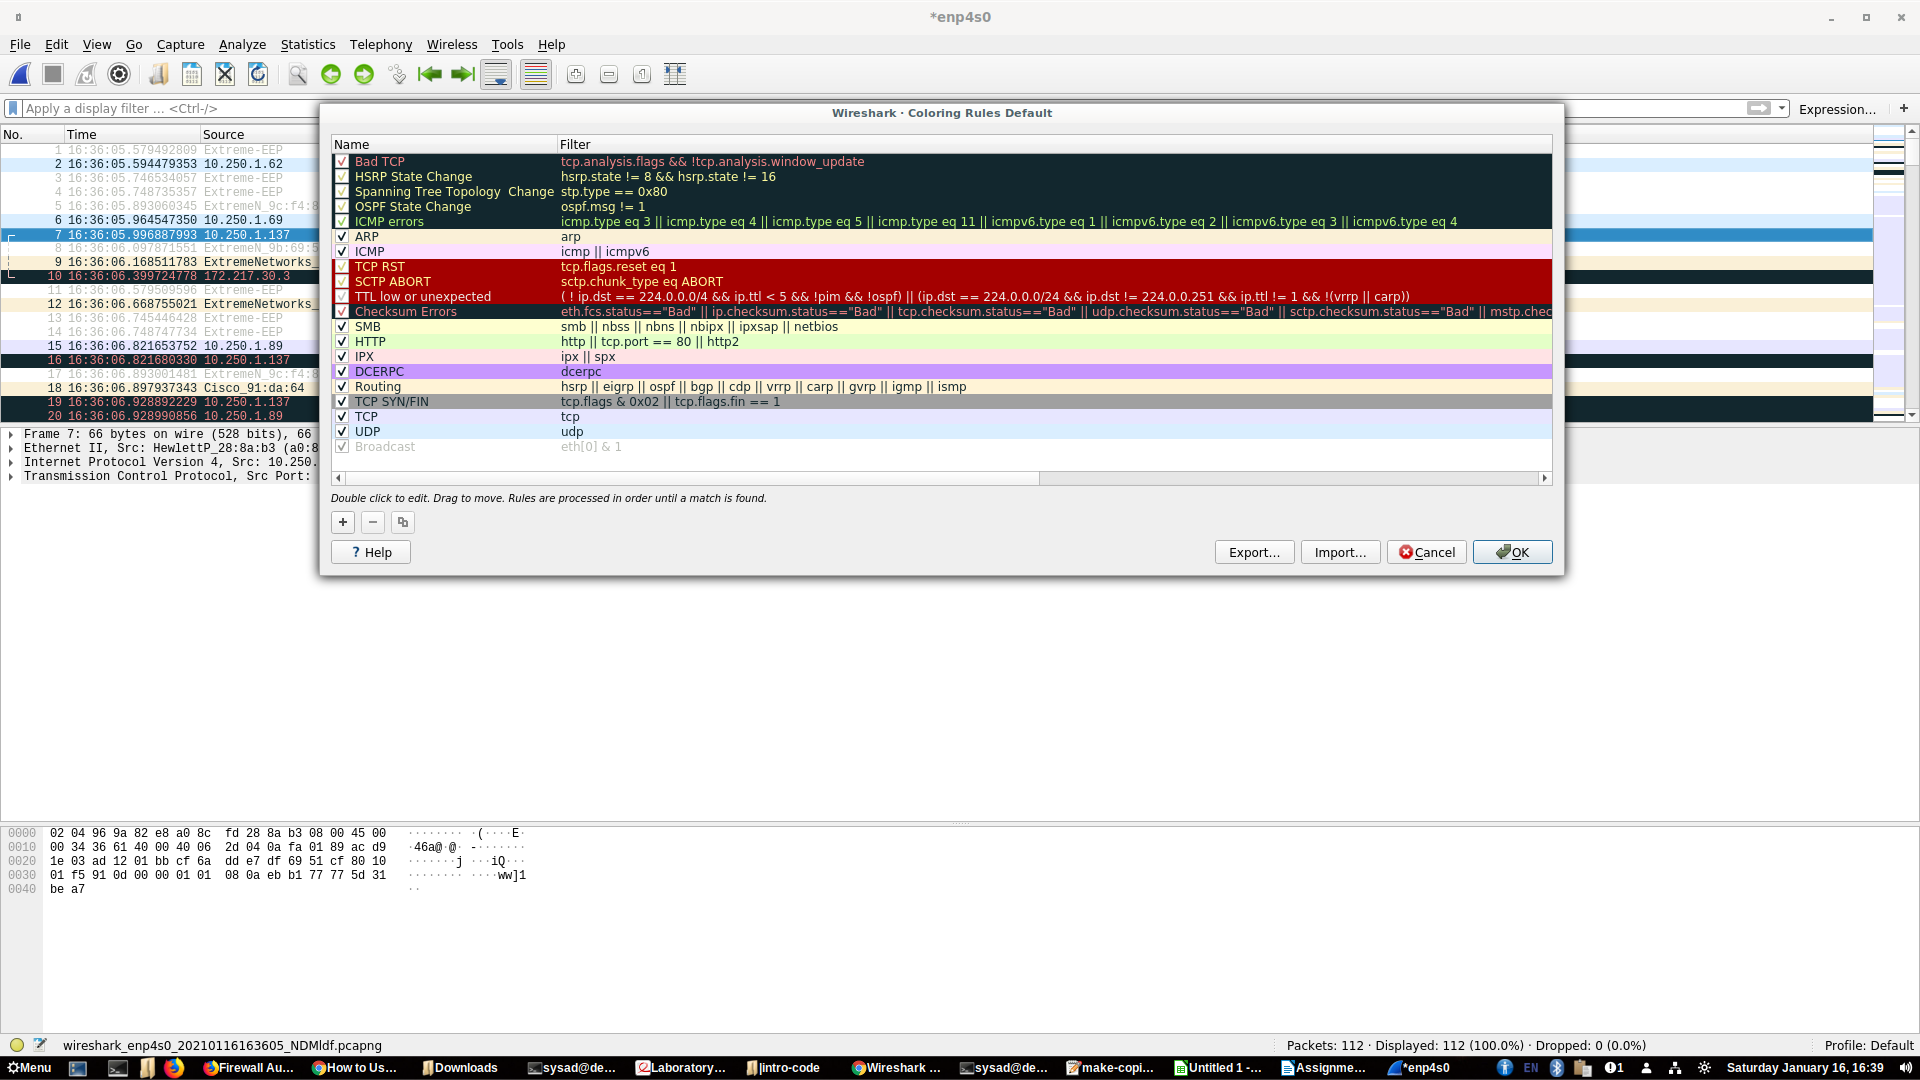 *enp4s0
File Edit View Go Capture Analyze Statistics Telephony Wireless Tools Help
Apply a display filter ... <Ctrl-/> Expression... +
No. Time Source
1 16:36:05.579492809 Extreme-EEP
2 16:36:05.594479353 10.250.1.62
3 16:36:05.746534057 Extreme-EEP
4 16:36:05.748735357 Extreme-EEP
5 16:36:05.893060345 ExtremeN_9c:f4:8
6 16:36:05.964547350 10.250.1.69
7 16:36:05.996887993 10.250.1.137
8 16:36:06.097871551 ExtremeN_9b:69:5
9 16:36:06.168511783 ExtremeNetworks_
10 16:36:06.399724778 172.217.30.3
11 16:36:06.579509596 Extreme-EEP
12 16:36:06.668755021 ExtremeNetworks_
13 16:36:06.745446428 Extreme-EEP
14 16:36:06.748747734 Extreme-EEP
15 16:36:06.821653752 10.250.1.89
16 16:36:06.821680330 10.250.1.137
17 16:36:06.893001481 ExtremeN_9c:f4:8
18 16:36:06.897937343 Cisco_91:da:64
19 16:36:06.928892229 10.250.1.137
20 16:36:06.928990856 10.250.1.89
Frame 7: 66 bytes on wire (528 bits), 66
Ethernet II, Src: HewlettP_28:8a:b3 (a0:8
Internet Protocol Version 4, Src: 10.250.
Transmission Control Protocol, Src Port:
Wireshark · Coloring Rules Default
Name Filter
Bad TCP tcp.analysis.flags && !tcp.analysis.window_update
HSRP State Change hsrp.state != 8 && hsrp.state != 16
Spanning Tree Topology  Change stp.type == 0x80
OSPF State Change ospf.msg != 1
ICMP errors icmp.type eq 3 || icmp.type eq 4 || icmp.type eq 5 || icmp.type eq 11 || icmpv6.type eq 1 || icmpv6.type eq 2 || icmpv6.type eq 3 || icmpv6.type eq 4
ARP arp
ICMP icmp || icmpv6
TCP RST tcp.flags.reset eq 1
SCTP ABORT sctp.chunk_type eq ABORT
TTL low or unexpected ( ! ip.dst == 224.0.0.0/4 && ip.ttl < 5 && !pim && !ospf) || (ip.dst == 224.0.0.0/24 && ip.dst != 224.0.0.251 && ip.ttl != 1 && !(vrrp || carp))
Checksum Errors eth.fcs.status=="Bad" || ip.checksum.status=="Bad" || tcp.checksum.status=="Bad" || udp.checksum.status=="Bad" || sctp.checksum.status=="Bad" || mstp.chec
SMB smb || nbss || nbns || nbipx || ipxsap || netbios
HTTP http || tcp.port == 80 || http2
IPX ipx || spx
DCERPC dcerpc
Routing hsrp || eigrp || ospf || bgp || cdp || vrrp || carp || gvrp || igmp || ismp
TCP SYN/FIN tcp.flags & 0x02 || tcp.flags.fin == 1
TCP tcp
UDP udp
Broadcast eth[0] & 1
Double click to edit. Drag to move. Rules are processed in order until a match is found.
? Help Export... Import... Cancel OK
0000 02 04 96 9a 82 e8 a0 8c fd 28 8a b3 08 00 45 00 ········ ·(····E·
0010 00 34 36 61 40 00 40 06 2d 04 0a fa 01 89 ac d9 ·46a@·@· -·······
0020 1e 03 ad 12 01 bb cf 6a dd e7 df 69 51 cf 80 10 ·······j ···iQ···
0030 01 f5 91 0d 00 00 01 01 08 0a eb b1 77 77 5d 31 ········ ····ww]1
0040 be a7 ··
wireshark_enp4s0_20210116163605_NDMldf.pcapng Packets: 112 · Displayed: 112 (100.0%) · Dropped: 0 (0.0%) Profile: Default
Menu Firewall Au... How to Us... Downloads sysad@de... Laboratory... |intro-code Wireshark ... sysad@de... make-copi... Untitled 1 -... Assignme... *enp4s0 EN 1 Saturday January 16, 16:39